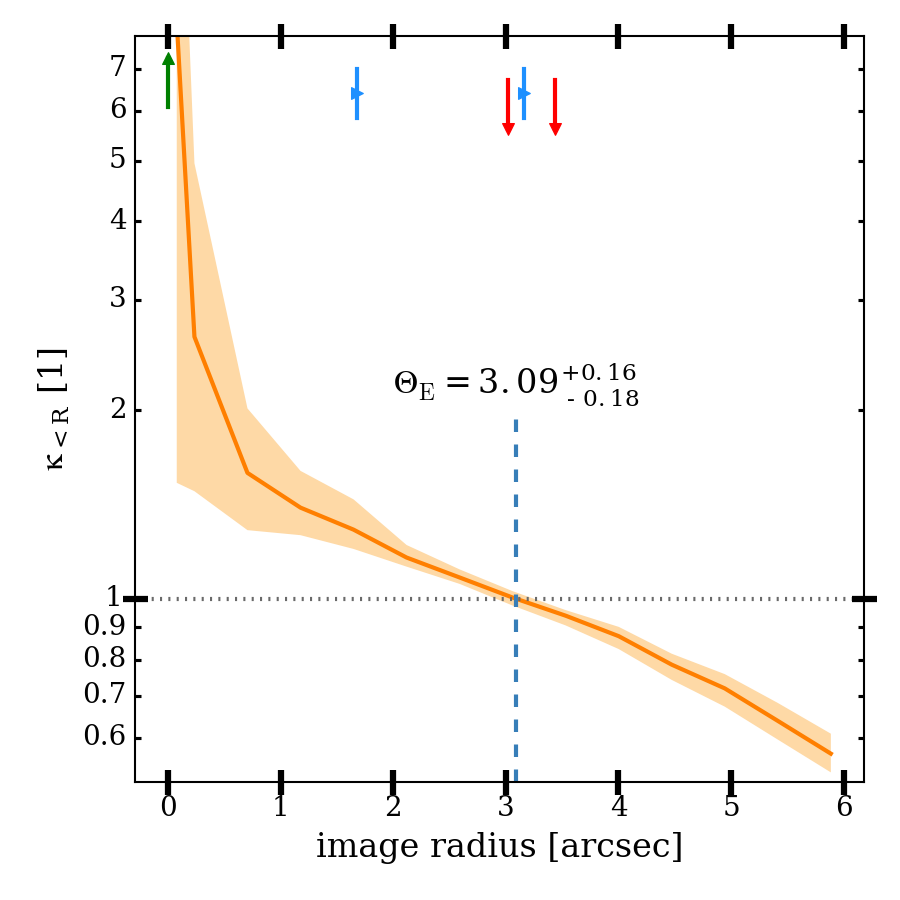 7
6
5
4
3
2
1
0.9
0.8
0.7
0.6
κ<R [1]
Θ_E = 3.09 +0.16 - 0.18
0 1 2 3 4 5 6
image radius [arcsec]